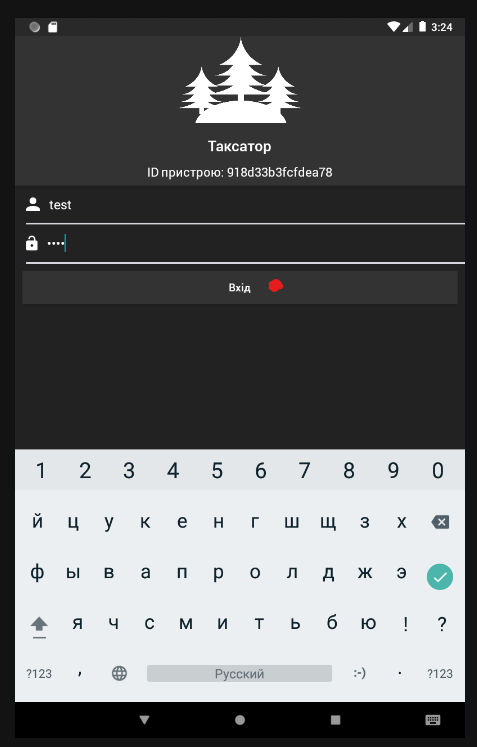 3:24
Таксатор
ID пристрою: 918d33b3fcfdea78
test
••••
Вхід
1 2 3 4 5 6 7 8 9 0
й ц у к е н г ш щ з х
ф ы в а п р о л д ж э
я ч с м и т ь б ю ! ?
?123 , Русский :-) . ?123